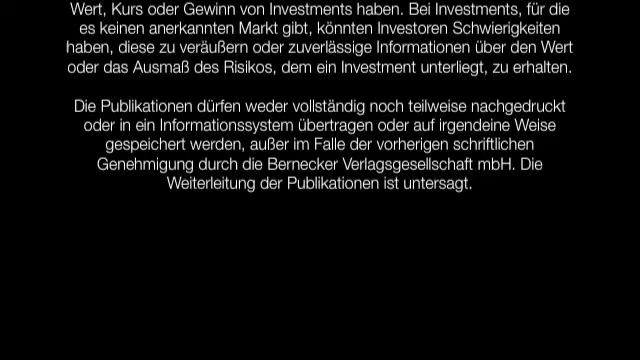 Wert, Kurs oder Gewinn von Investments haben. Bei Investments, für die
es keinen anerkannten Markt gibt, könnten Investoren Schwierigkeiten
haben, diese zu veräußern oder zuverlässige Informationen über den Wert
oder das Ausmaß des Risikos, dem ein Investment unterliegt, zu erhalten.
Die Publikationen dürfen weder vollständig noch teilweise nachgedruckt
oder in ein Informationssystem übertragen oder auf irgendeine Weise
gespeichert werden, außer im Falle der vorherigen schriftlichen
Genehmigung durch die Bernecker Verlagsgesellschaft mbH. Die
Weiterleitung der Publikationen ist untersagt.